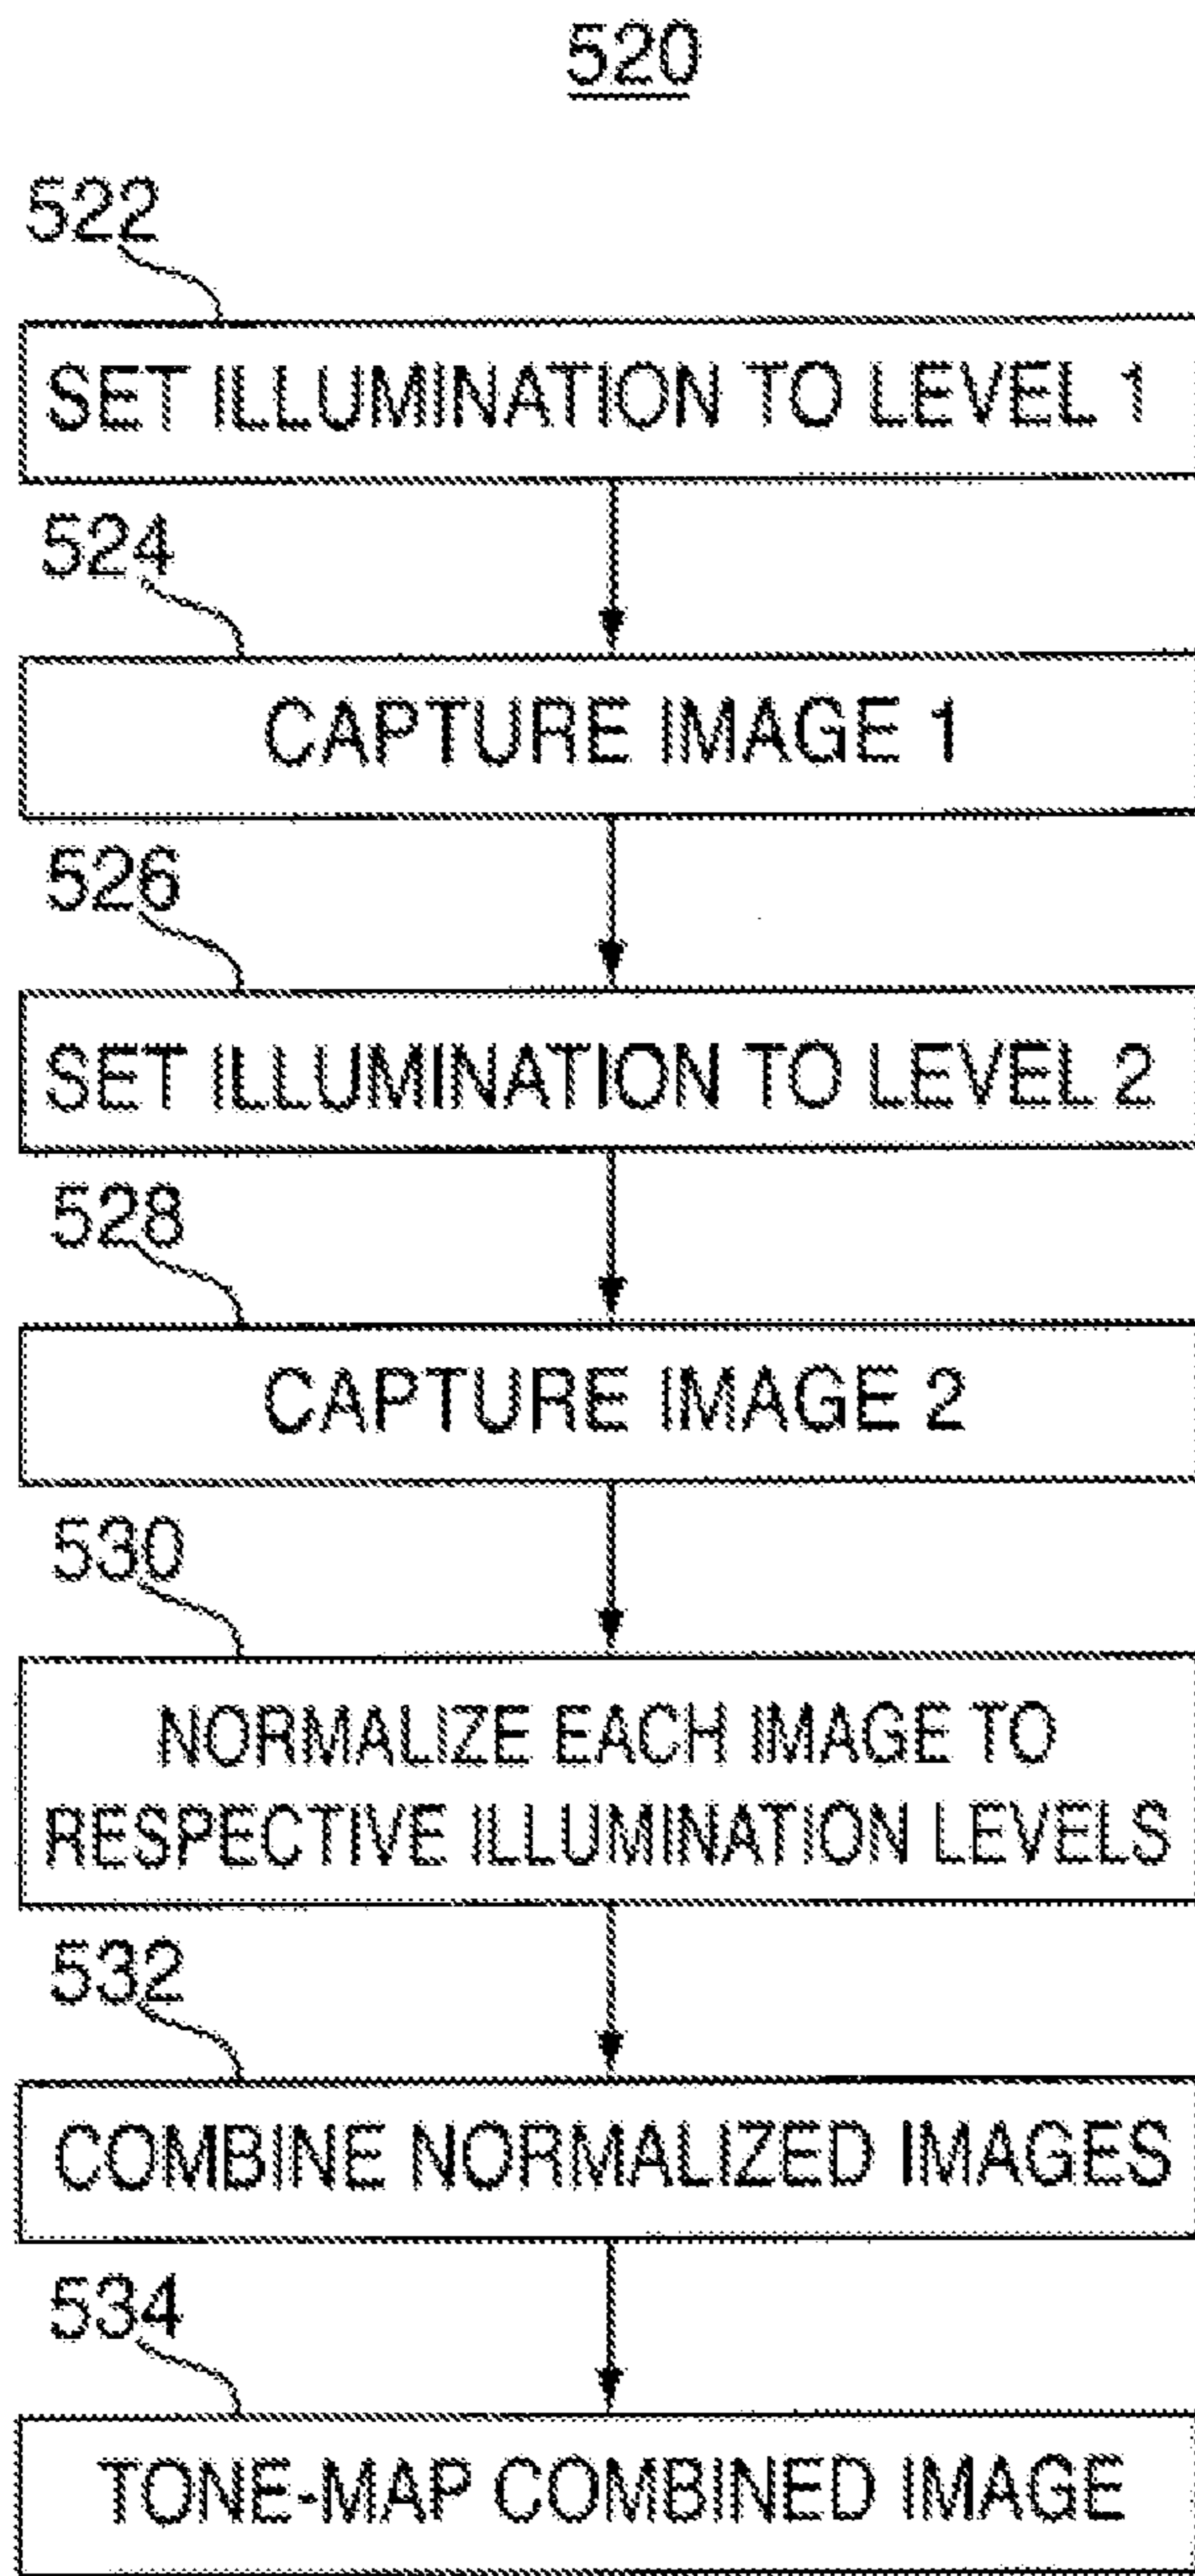 520
522
SET ILLUMINATION TO LEVEL 1
524
CAPTURE IMAGE 1
526
SET ILLUMINATION TO LEVEL 2
528
CAPTURE IMAGE 2
530
NORMALIZE EACH IMAGE TO
RESPECTIVE ILLUMINATION LEVELS
532
COMBINE NORMALIZED IMAGES
534
TONE-MAP COMBINED IMAGE